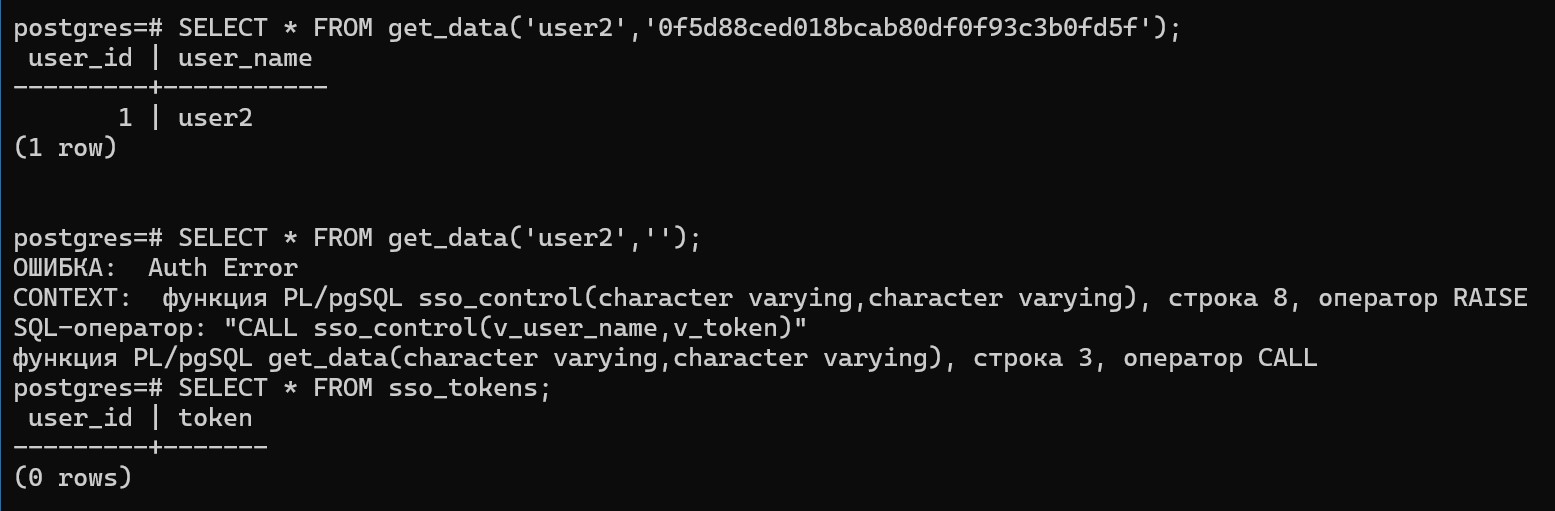 postgres=# SELECT * FROM get_data('user2','0f5d88ced018bcab80df0f93c3b0fd5f');
 user_id | user_name
---------+-----------
       1 | user2
(1 row)
postgres=# SELECT * FROM get_data('user2','');
ОШИБКА:  Auth Error
CONTEXT:  функция PL/pgSQL sso_control(character varying,character varying), строка 8, оператор RAISE
SQL-оператор: "CALL sso_control(v_user_name,v_token)"
функция PL/pgSQL get_data(character varying,character varying), строка 3, оператор CALL
postgres=# SELECT * FROM sso_tokens;
 user_id | token
---------+-------
(0 rows)